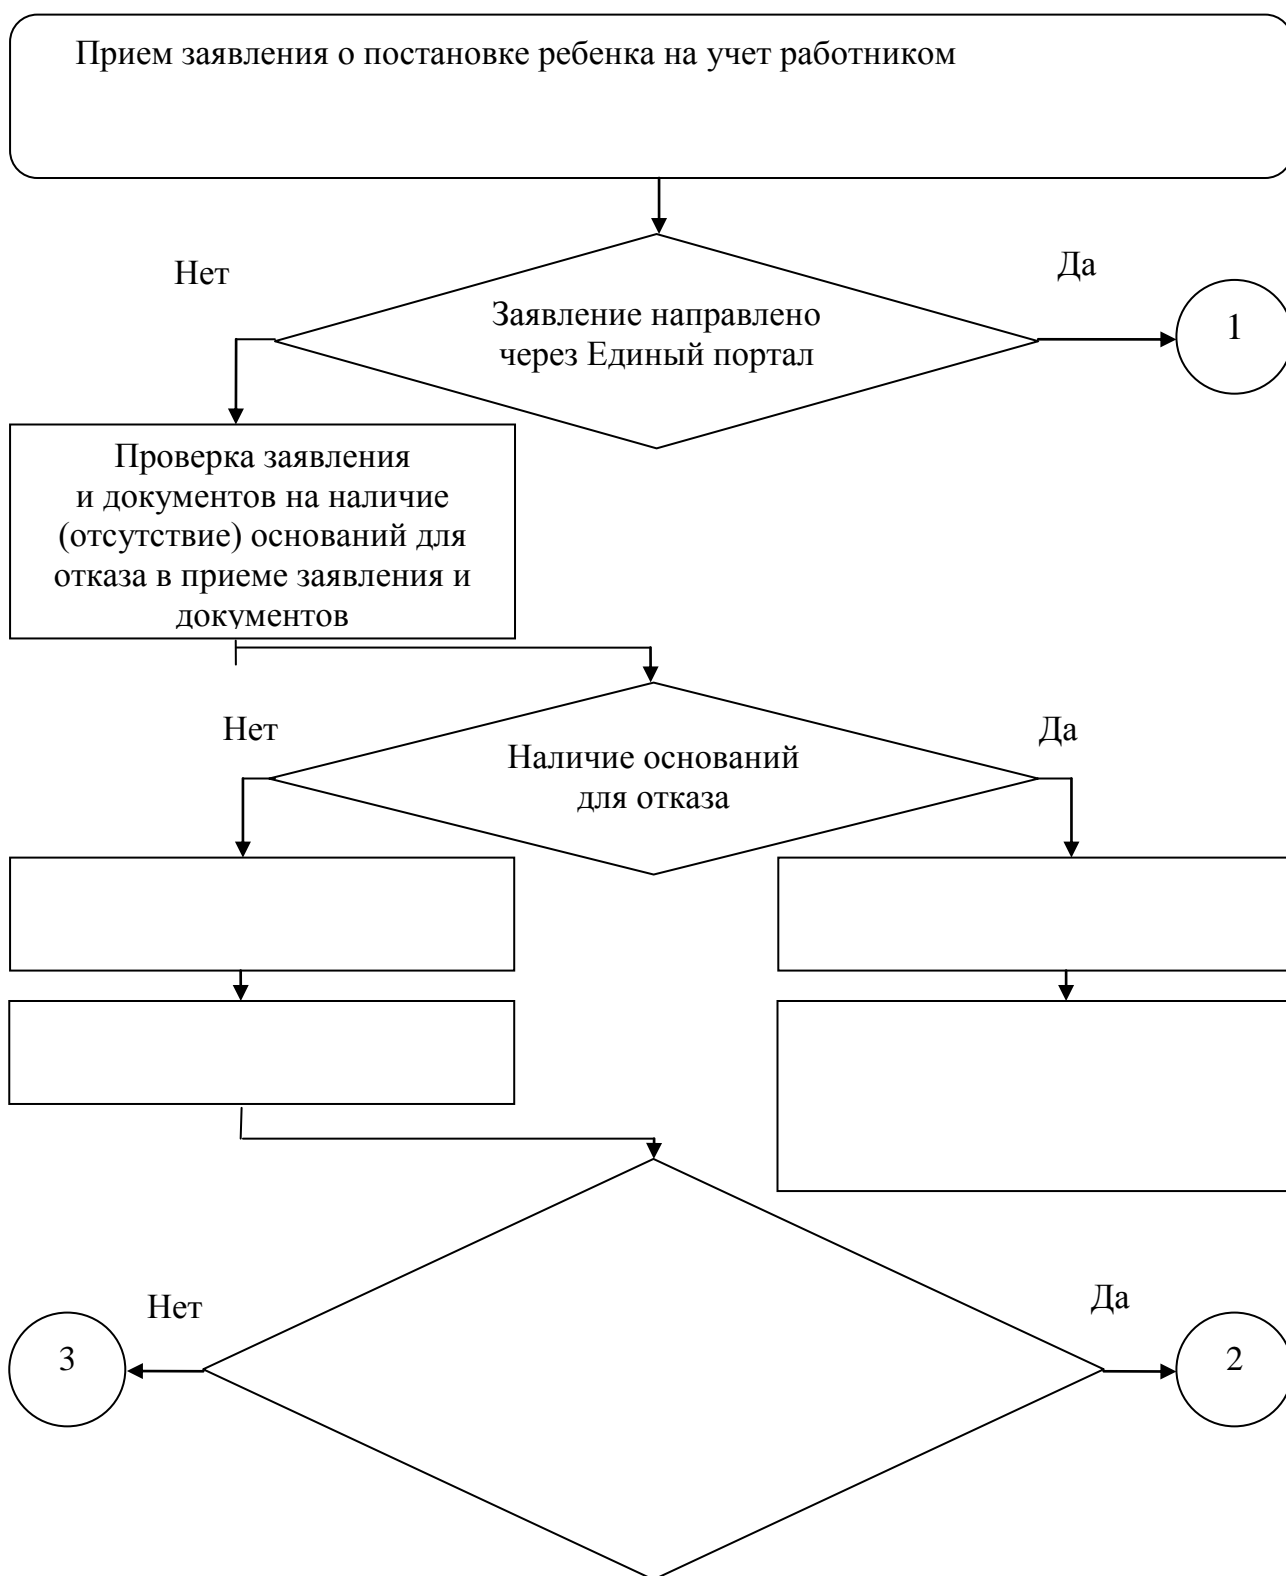 Прием заявления о постановке ребенка на учет работником
Нет
Да
Заявление направлено
через Единый портал
1
Проверка заявления
и документов на наличие
(отсутствие) оснований для
отказа в приеме заявления и
документов
Нет
Да
Наличие оснований
для отказа
Нет
Да
3
2